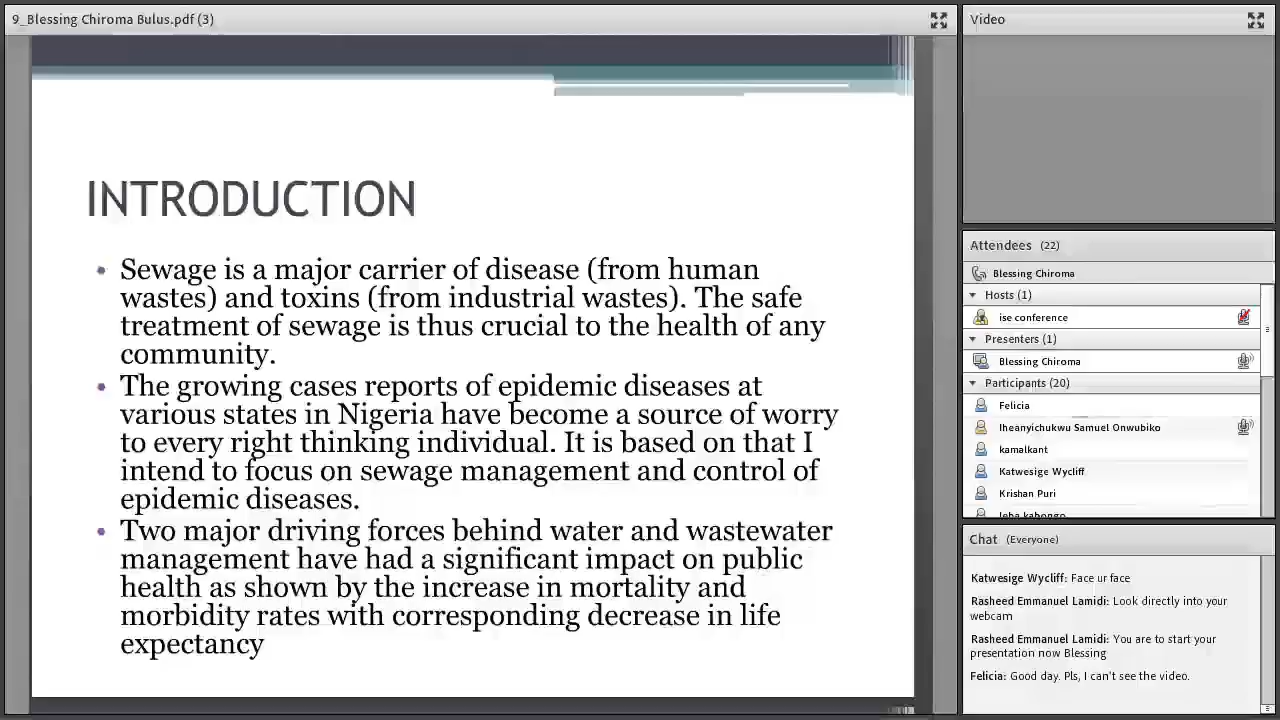 9_Blessing Chiroma Bulus.pdf (3)
INTRODUCTION
• Sewage is a major carrier of disease (from human
wastes) and toxins (from industrial wastes). The safe
treatment of sewage is thus crucial to the health of any
community.
• The growing cases reports of epidemic diseases at
various states in Nigeria have become a source of worry
to every right thinking individual. It is based on that I
intend to focus on sewage management and control of
epidemic diseases.
• Two major driving forces behind water and wastewater
management have had a significant impact on public
health as shown by the increase in mortality and
morbidity rates with corresponding decrease in life
expectancy
Video
Attendees (22)
Blessing Chiroma
Hosts (1)
ise conference
Presenters (1)
Blessing Chiroma
Participants (20)
Felicia
Iheanyichukwu Samuel Onwubiko
kamalkant
Katwesige Wycliff
Krishan Puri
Chat (Everyone)
Katwesige Wycliff: Face ur face
Rasheed Emmanuel Lamidi: Look directly into your
webcam
Rasheed Emmanuel Lamidi: You are to start your
presentation now Blessing
Felicia: Good day. Pls, I can't see the video.